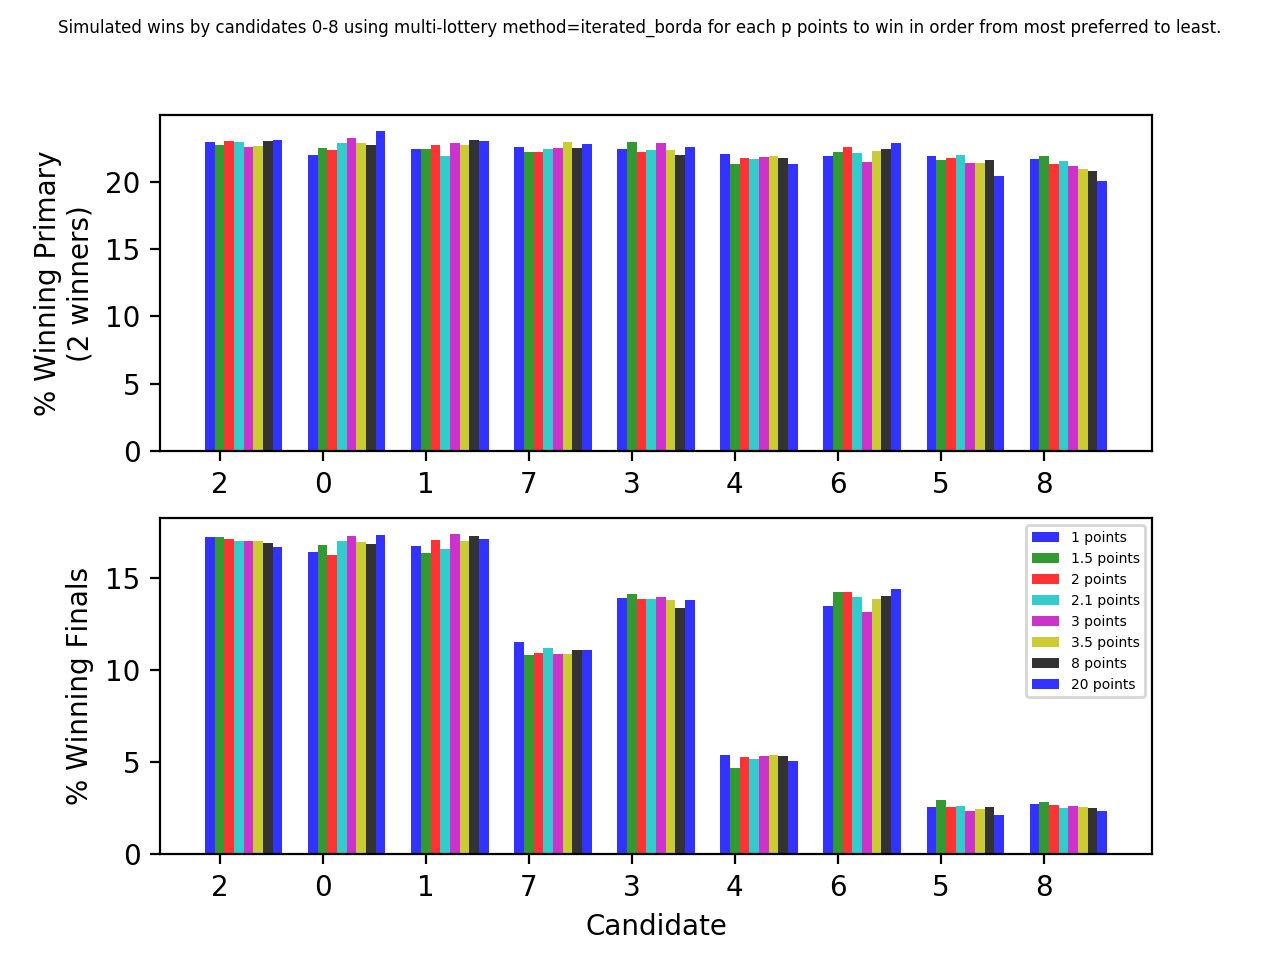 Simulated wins by candidates 0-8 using multi-lottery method=iterated_borda for each p points to win in order from most preferred to least.
% Winning Primary
(2 winners)
20
15
10
5
0
2 0 1 7 3 4 6 5 8
% Winning Finals
15
10
5
0
1 points
1.5 points
2 points
2.1 points
3 points
3.5 points
8 points
20 points
2 0 1 7 3 4 6 5 8
Candidate